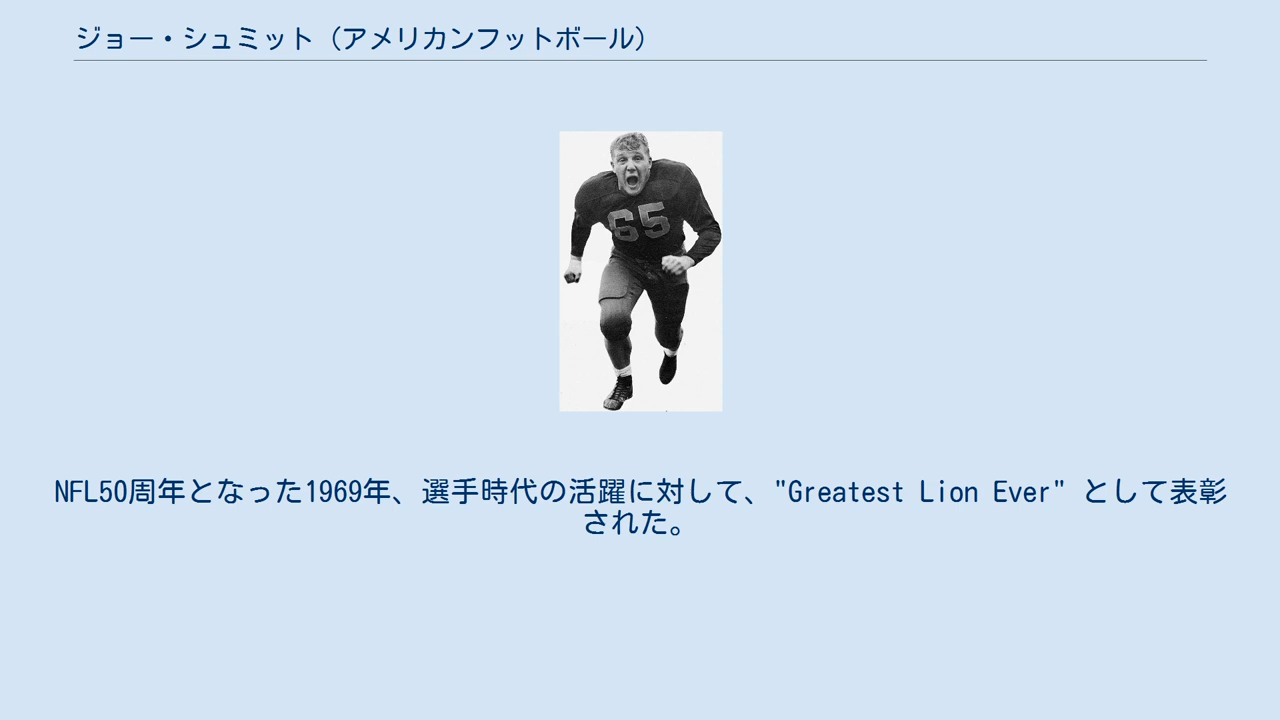 ジョー・シュミット（アメリカンフットボール）
65
NFL50周年となった1969年、選手時代の活躍に対して、"Greatest Lion Ever" として表彰
された。